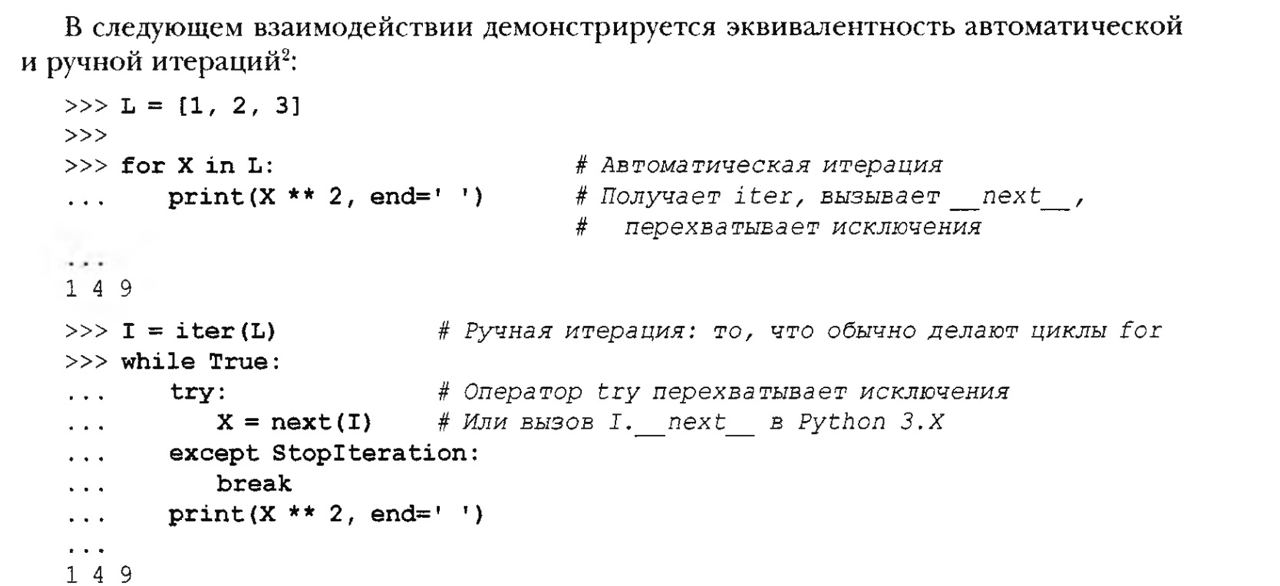 В следующем взаимодействии демонстрируется эквивалентность автоматической
и ручной итераций²:
>>> L = [1, 2, 3]
>>>
>>> for X in L: # Автоматическая итерация
... print(X ** 2, end=' ') # Получает iter, вызывает __next__,
# перехватывает исключения
...
1 4 9
>>> I = iter(L) # Ручная итерация: то, что обычно делают циклы for
>>> while True:
... try: # Оператор try перехватывает исключения
... X = next(I) # Или вызов I.__next__ в Python 3.X
... except StopIteration:
... break
... print(X ** 2, end=' ')
...
1 4 9